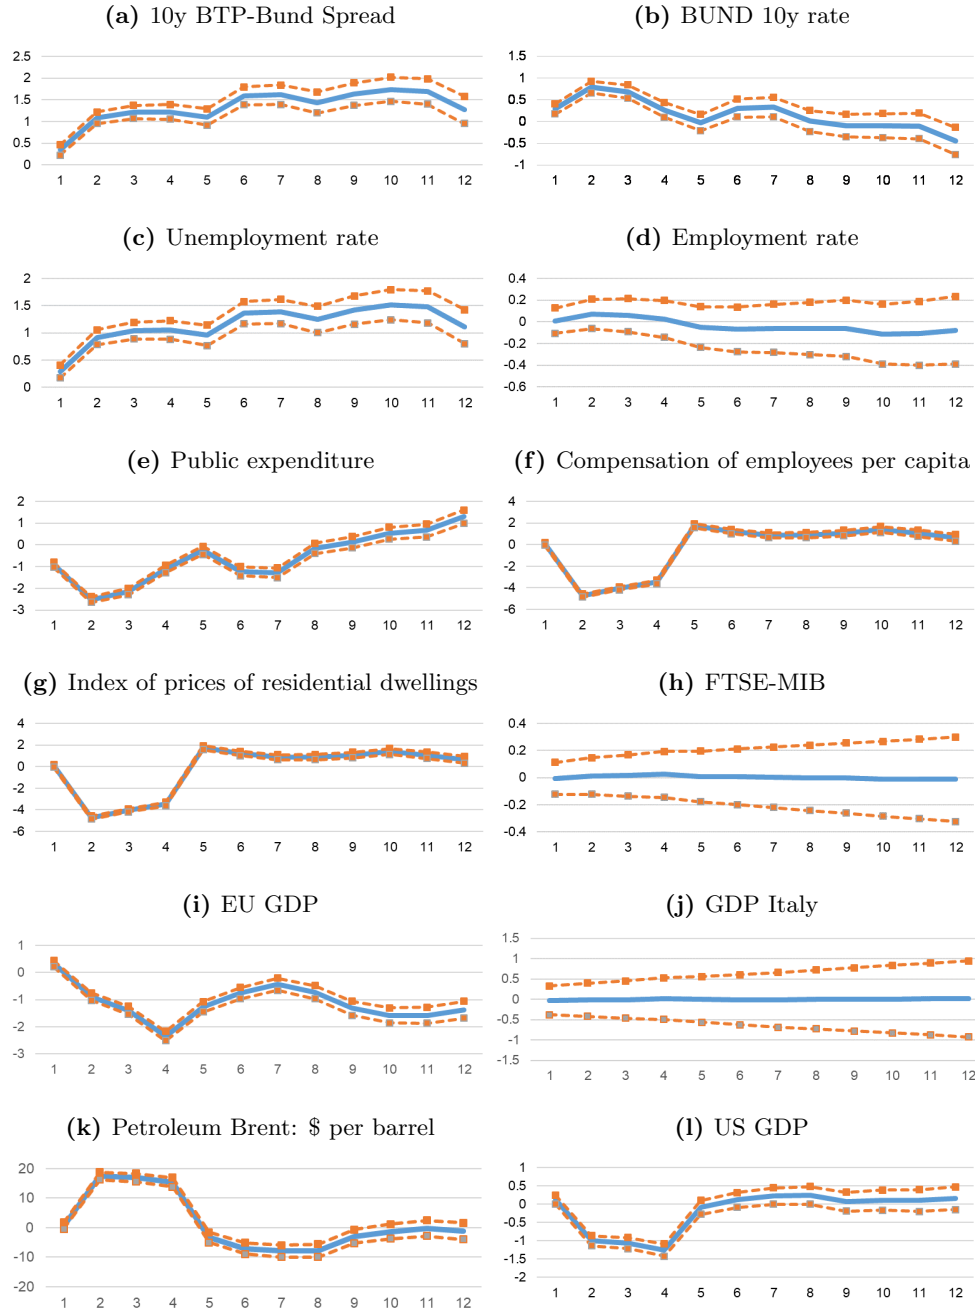 (a) 10y BTP-Bund Spread
2.5
2
1.5
1
0.5
0
1 2 3 4 5 6 7 8 9 10 11 12
(b) BUND 10y rate
1.5
1
0.5
0
-0.5
-1
1 2 3 4 5 6 7 8 9 10 11 12
(c) Unemployment rate
2
1.5
1
0.5
0
1 2 3 4 5 6 7 8 9 10 11 12
(d) Employment rate
0.4
0.2
0
-0.2
-0.4
-0.6
1 2 3 4 5 6 7 8 9 10 11 12
(e) Public expenditure
2
1
0
-1
-2
-3
1 2 3 4 5 6 7 8 9 10 11 12
(f) Compensation of employees per capita
4
2
0
-2
-4
-6
1 2 3 4 5 6 7 8 9 10 11 12
(g) Index of prices of residential dwellings
4
2
0
-2
-4
-6
1 2 3 4 5 6 7 8 9 10 11 12
(h) FTSE-MIB
0.4
0.2
0
-0.2
-0.4
1 2 3 4 5 6 7 8 9 10 11 12
(i) EU GDP
1
0
-1
-2
-3
1 2 3 4 5 6 7 8 9 10 11 12
(j) GDP Italy
1.5
1
0.5
0
-0.5
-1
-1.5
1 2 3 4 5 6 7 8 9 10 11 12
(k) Petroleum Brent: $ per barrel
20
10
0
-10
-20
1 2 3 4 5 6 7 8 9 10 11 12
(l) US GDP
1
0.5
0
-0.5
-1
-1.5
-2
1 2 3 4 5 6 7 8 9 10 11 12